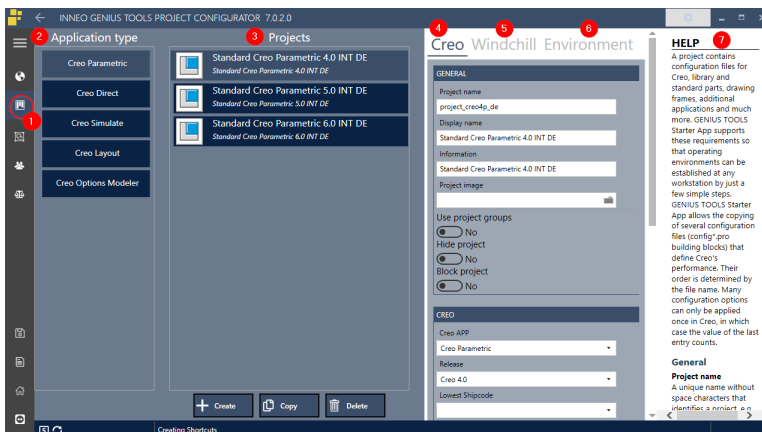 INNEO GENIUS TOOLS PROJECT CONFIGURATOR 7.0.2.0
1
2 Application type
Creo Parametric
Creo Direct
Creo Simulate
Creo Layout
Creo Options Modeler
3 Projects
Standard Creo Parametric 4.0 INT DE
Standard Creo Parametric 4.0 INT DE
Standard Creo Parametric 5.0 INT DE
Standard Creo Parametric 5.0 INT DE
Standard Creo Parametric 6.0 INT DE
Standard Creo Parametric 6.0 INT DE
Create Copy Delete
4 5 6
Creo Windchill Environment
GENERAL
Project name
project_creo4p_de
Display name
Standard Creo Parametric 4.0 INT DE
Information
Standard Creo Parametric 4.0 INT DE
Project image
Use project groups
No
Hide project
No
Block project
No
CREO
Creo APP
Creo Parametric
Release
Creo 4.0
Lowest Shipcode
HELP 7
A project contains
configuration files for
Creo, library and
standard parts, drawing
frames, additional
applications and much
more. GENIUS TOOLS
Starter App supports
these requirements so
that operating
environments can be
established at any
workstation by just a
few simple steps.
GENIUS TOOLS Starter
App allows the copying
of several configuration
files (config*.pro
building blocks) that
define Creo's
performance. Their
order is determined by
the file name. Many
configuration options
can only be applied
once in Creo, in which
case the value of the last
entry counts.
General
Project name
A unique name without
space characters that
identifies a project, e.g.
Creating Shortcuts